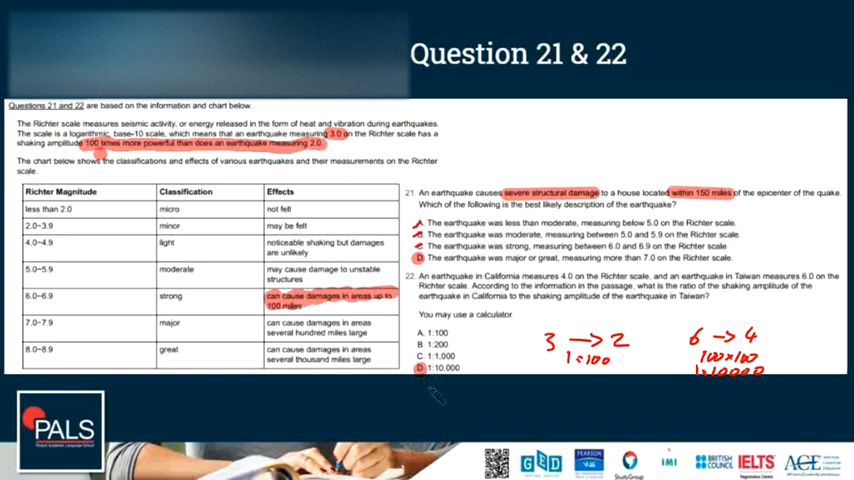 Question 21 & 22
Questions 21 and 22 are based on the information and chart below.
The Richter scale measures seismic activity, or energy released in the form of heat and vibration during earthquakes.
The scale is a logarithmic, base-10 scale, which means that an earthquake measuring 3.0 on the Richter scale has a
shaking amplitude 100 times more powerful than does an earthquake measuring 2.0.
The chart below shows the classifications and effects of various earthquakes and their measurements on the Richter
scale.
Richter Magnitude Classification Effects
less than 2.0 micro not felt
2.0–3.9 minor may be felt
4.0–4.9 light noticeable shaking but damages
are unlikely
5.0–5.9 moderate may cause damage to unstable
structures
6.0–6.9 strong can cause damages in areas up to
100 miles
7.0–7.9 major can cause damages in areas
several hundred miles large
8.0–8.9 great can cause damages in areas
several thousand miles large
21. An earthquake causes severe structural damage to a house located within 150 miles of the epicenter of the quake.
Which of the following is the best likely description of the earthquake?
A. The earthquake was less than moderate, measuring below 5.0 on the Richter scale.
B. The earthquake was moderate, measuring between 5.0 and 5.9 on the Richter scale.
C. The earthquake was strong, measuring between 6.0 and 6.9 on the Richter scale.
D. The earthquake was major or great, measuring more than 7.0 on the Richter scale.
22. An earthquake in California measures 4.0 on the Richter scale, and an earthquake in Taiwan measures 6.0 on the
Richter scale. According to the information in the passage, what is the ratio of the shaking amplitude of the
earthquake in California to the shaking amplitude of the earthquake in Taiwan?
You may use a calculator.
A. 1:100
B. 1:200
C. 1:1,000
D. 1:10,000
3 → 2
1:100
6 → 4
100×100
1:10000
PALS
GED
PEARSON
VUE
StudyGroup
IMI
BRITISH
COUNCIL
IELTS
ACE